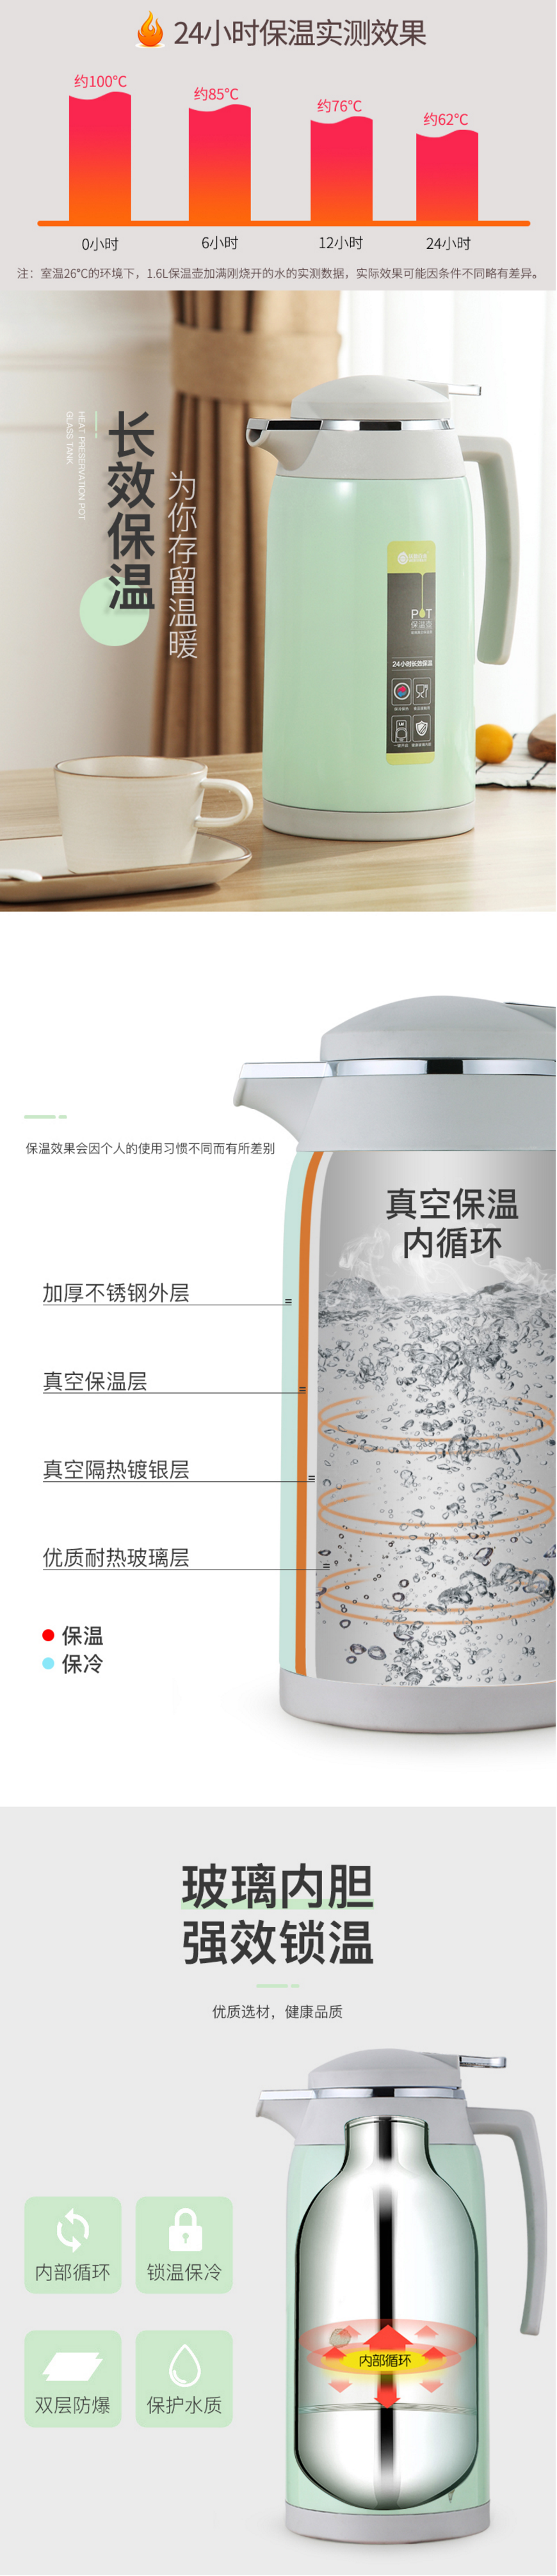 24小时保温实测效果
约100°C
约85°C
约76°C
约62°C
0小时
6小时
12小时
24小时
注：室温26°C的环境下，1.6L保温壶加满刚烧开的水的实测数据，实际效果可能因条件不同略有差异。
长效保温
为你存留温暖
HEAT PRESERVATION POT
GLASS TANK
POT
保温壶
24小时长效保温
保温效果会因个人的使用习惯不同而有所差别
真空保温
内循环
加厚不锈钢外层
真空保温层
真空隔热镀银层
优质耐热玻璃层
保温
保冷
玻璃内胆
强效锁温
优质选材，健康品质
内部循环
锁温保冷
双层防爆
保护水质
内部循环